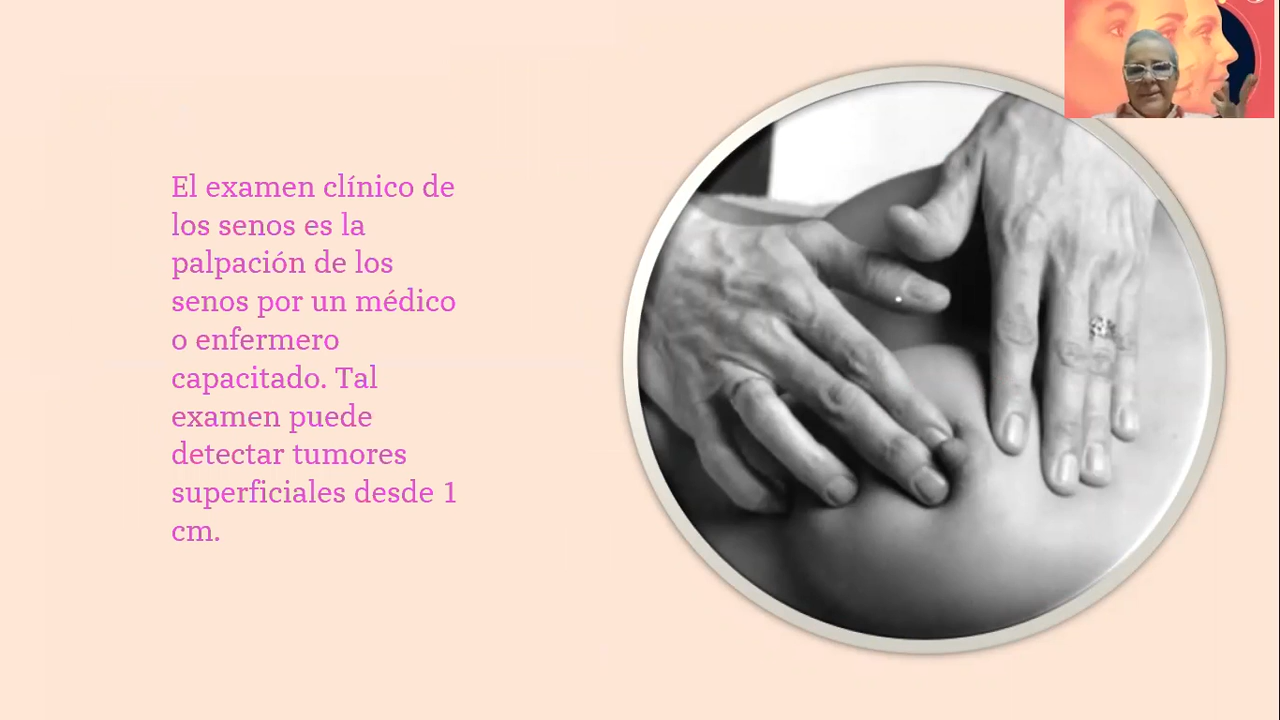 El examen clínico de
los senos es la
palpación de los
senos por un médico
o enfermero
capacitado. Tal
examen puede
detectar tumores
superficiales desde 1
cm.